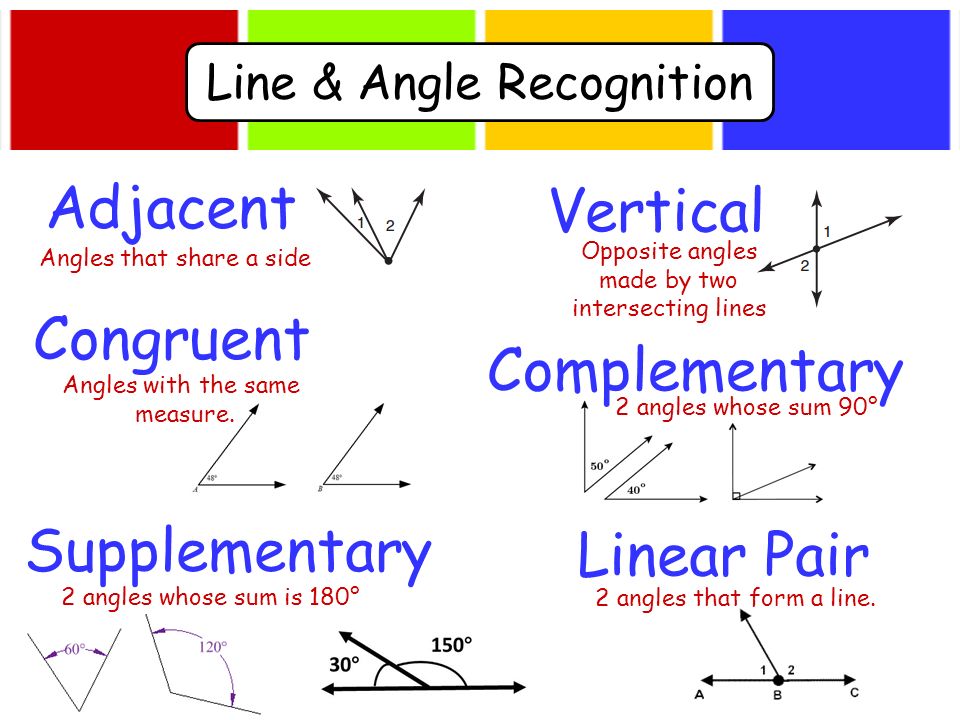 Line & Angle Recognition
Adjacent
Angles that share a side
1
2
Vertical
Opposite angles
made by two
intersecting lines
1
2
Congruent
Angles with the same
measure.
48°
A
48°
B
Complementary
2 angles whose sum 90°
50°
40°
Supplementary
2 angles whose sum is 180°
60°
120°
30°
150°
Linear Pair
2 angles that form a line.
1 2
A B C